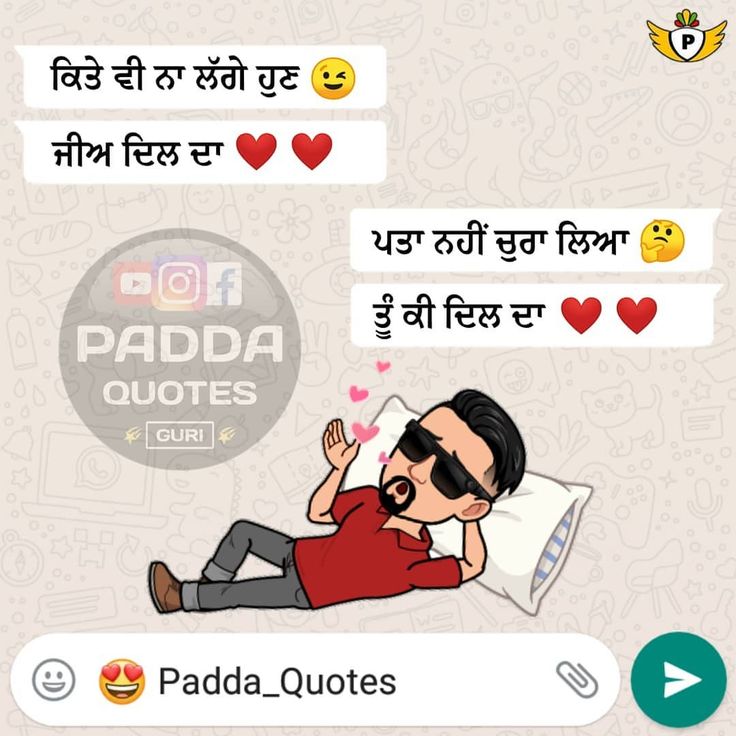 P
ਕਿਤੇ ਵੀ ਨਾ ਲੱਗੇ ਹੁਣ 😉
ਜੀਅ ਦਿਲ ਦਾ ❤️ ❤️
ਪਤਾ ਨਹੀਂ ਚੁਰਾ ਲਿਆ 🤔
ਤੂੰ ਕੀ ਦਿਲ ਦਾ ❤️ ❤️
PADDA
QUOTES
GURI
😍 Padda_Quotes